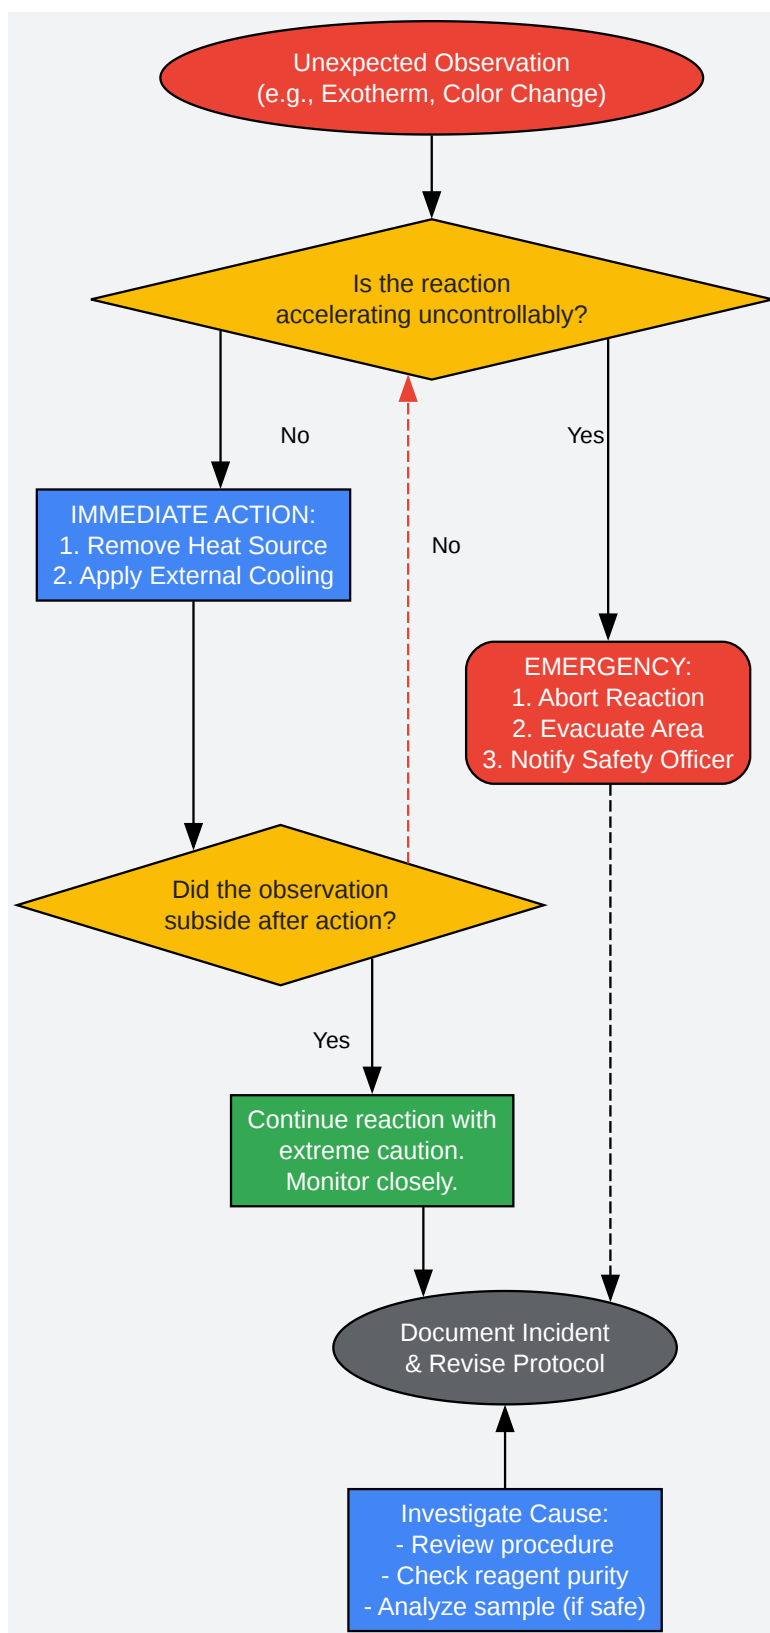 Unexpected Observation
(e.g., Exotherm, Color Change)
Is the reaction
accelerating uncontrollably?
No
Yes
IMMEDIATE ACTION:
1. Remove Heat Source
2. Apply External Cooling
No
EMERGENCY:
1. Abort Reaction
2. Evacuate Area
3. Notify Safety Officer
Did the observation
subside after action?
Yes
Continue reaction with
extreme caution.
Monitor closely.
Document Incident
& Revise Protocol
Investigate Cause:
- Review procedure
- Check reagent purity
- Analyze sample (if safe)